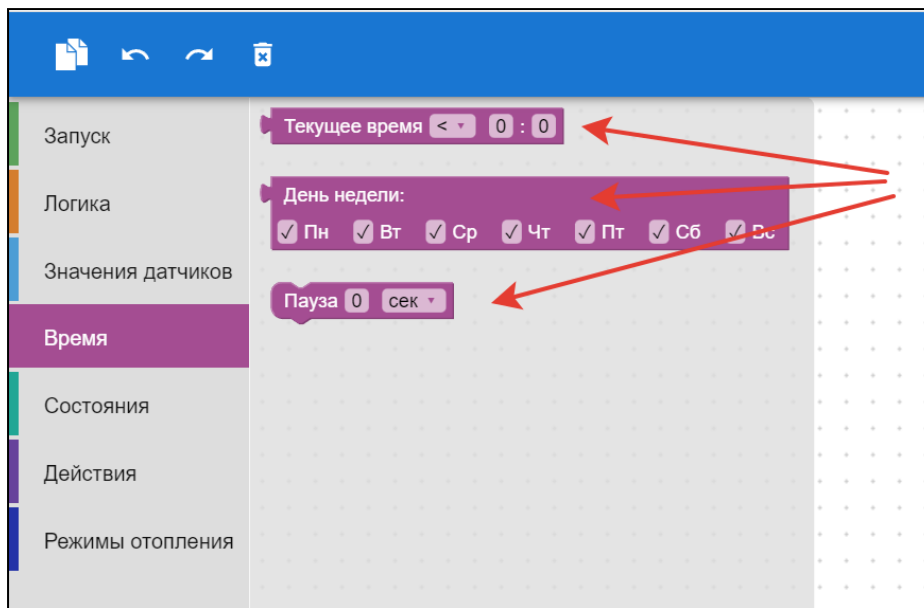 Запуск
Логика
Значения датчиков
Время
Состояния
Действия
Режимы отопления
Текущее время < 0 : 0
День недели:
Пн Вт Ср Чт Пт Сб Вс
Пауза 0 сек